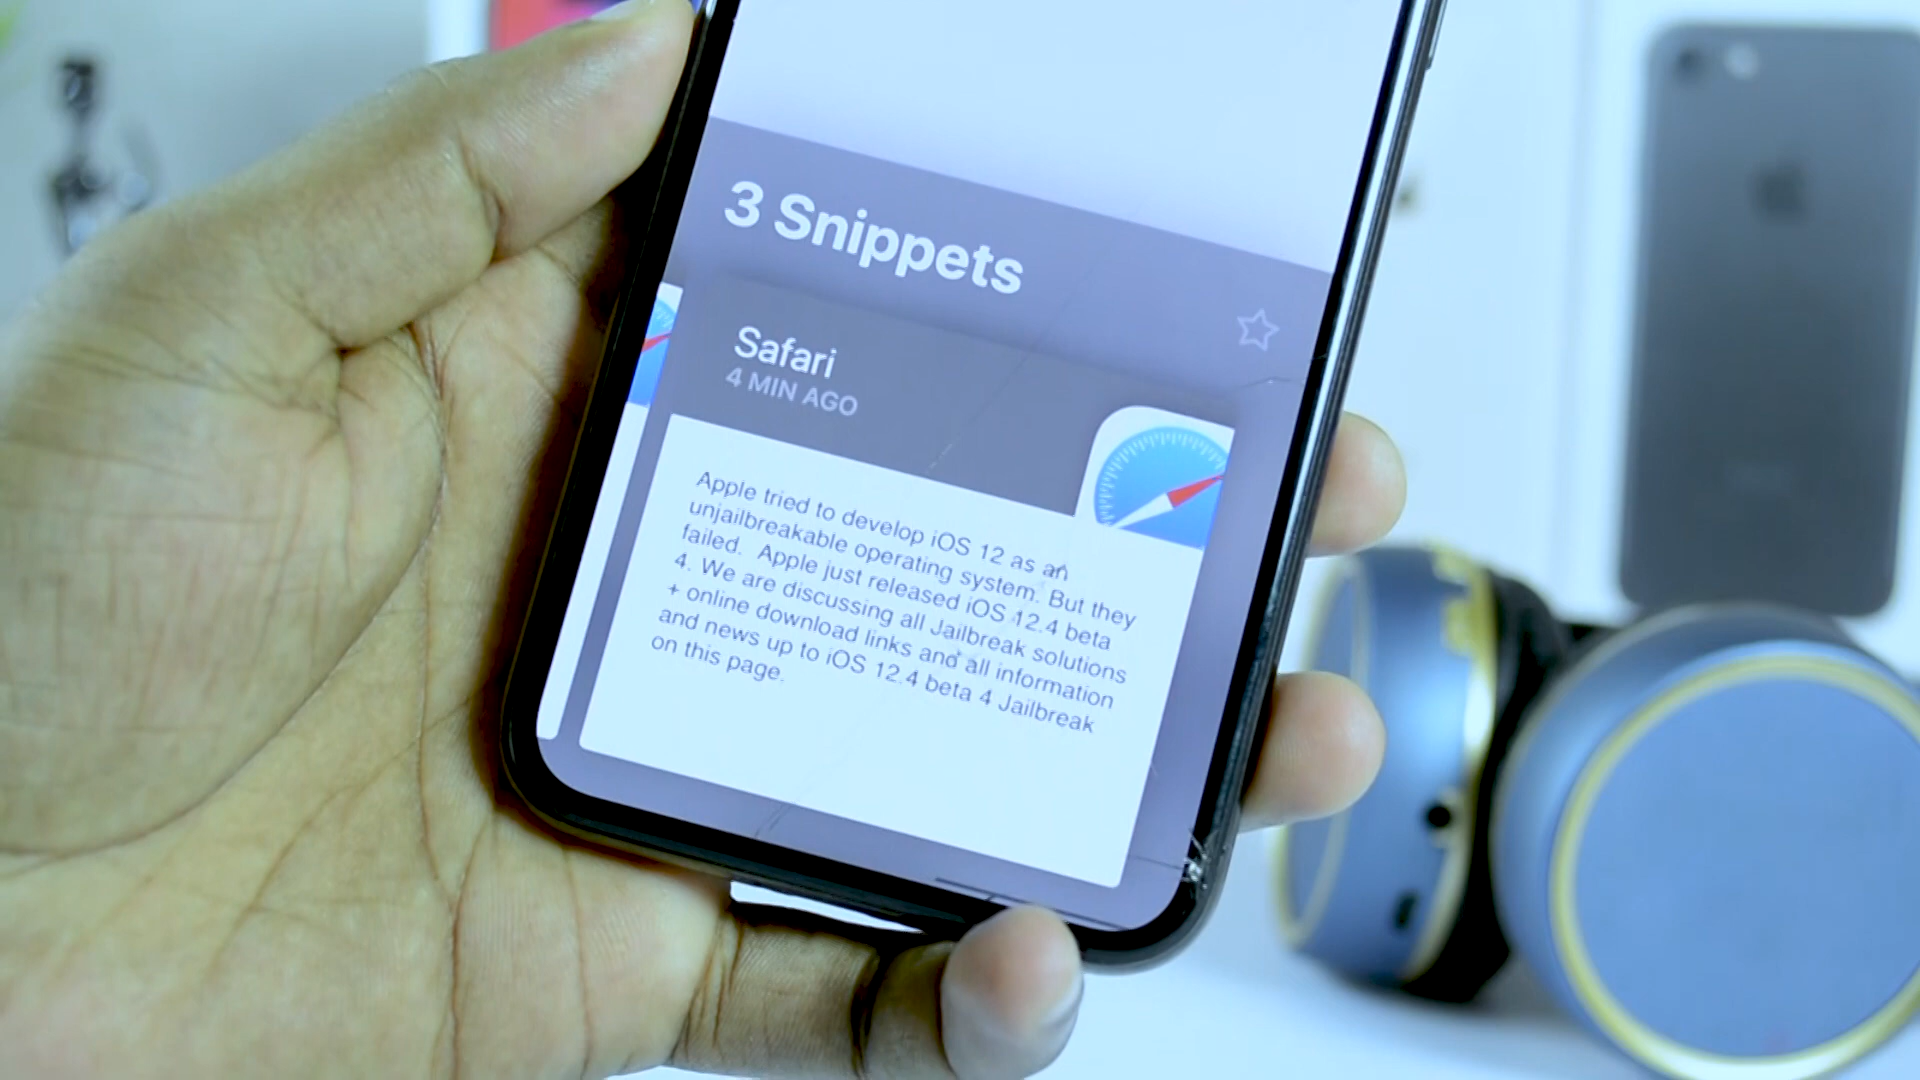 3 Snippets
Safari
4 MIN AGO
Apple tried to develop iOS 12 as an
unjailbreakable operating system. But they
failed.  Apple just released iOS 12.4 beta
4. We are discussing all Jailbreak solutions
+ online download links and all information
and news up to iOS 12.4 beta 4 Jailbreak
on this page.